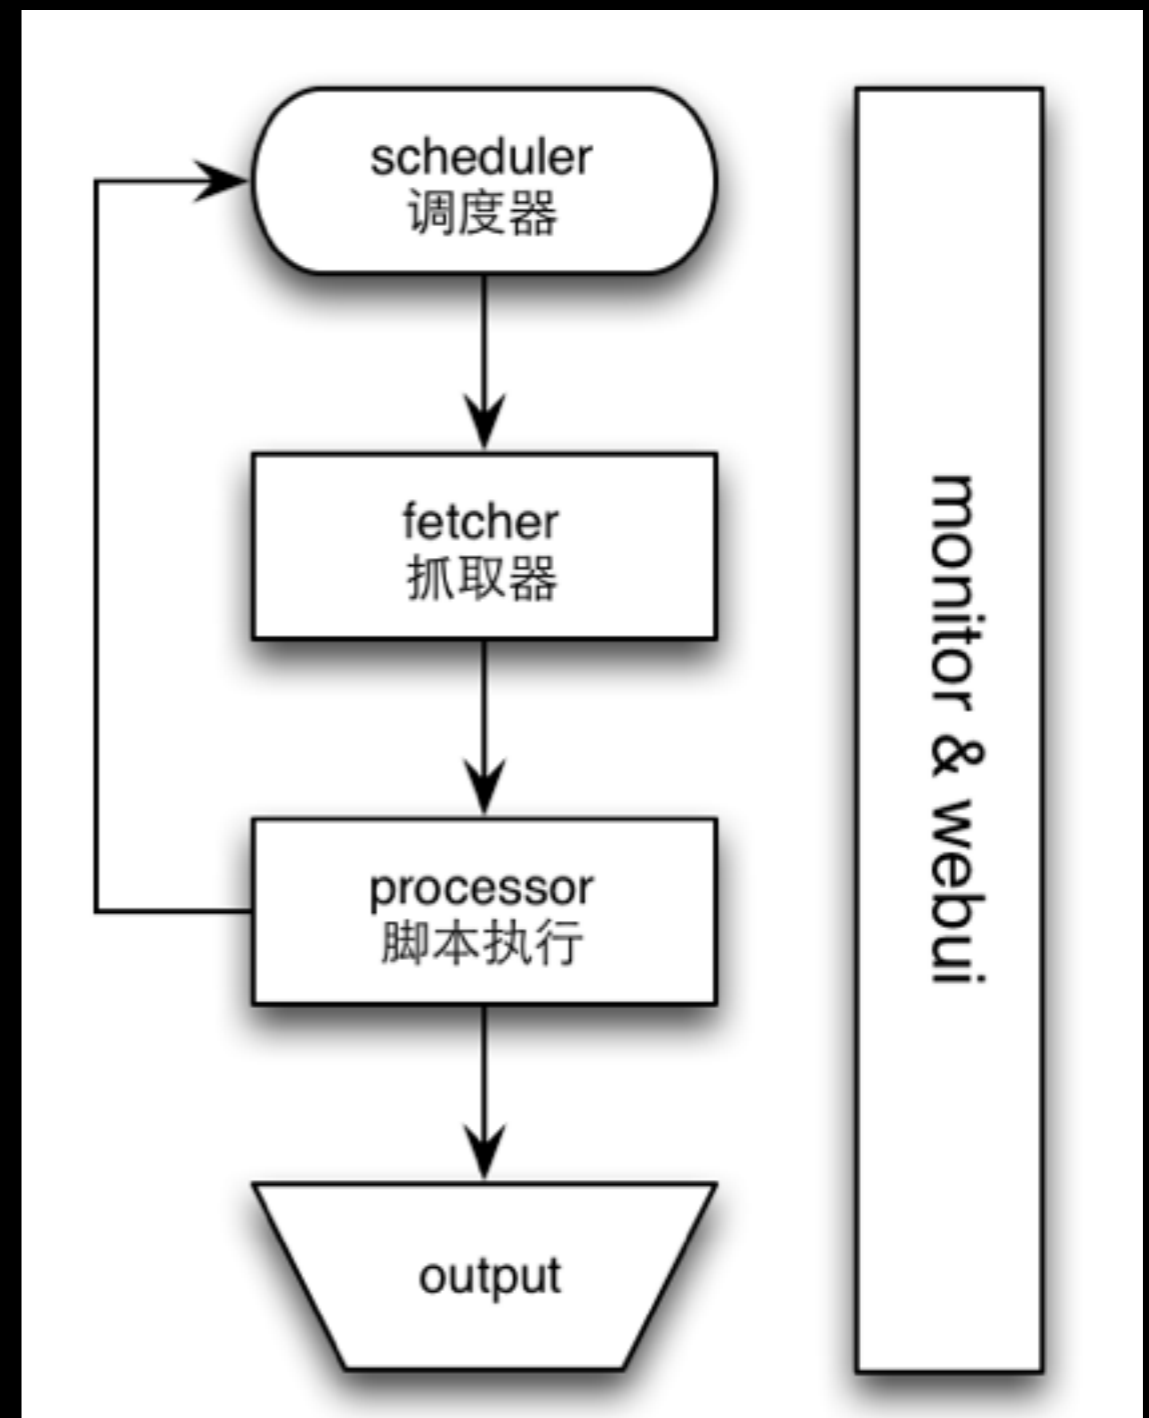 scheduler
调度器
fetcher
抓取器
processor
脚本执行
output
monitor & webui